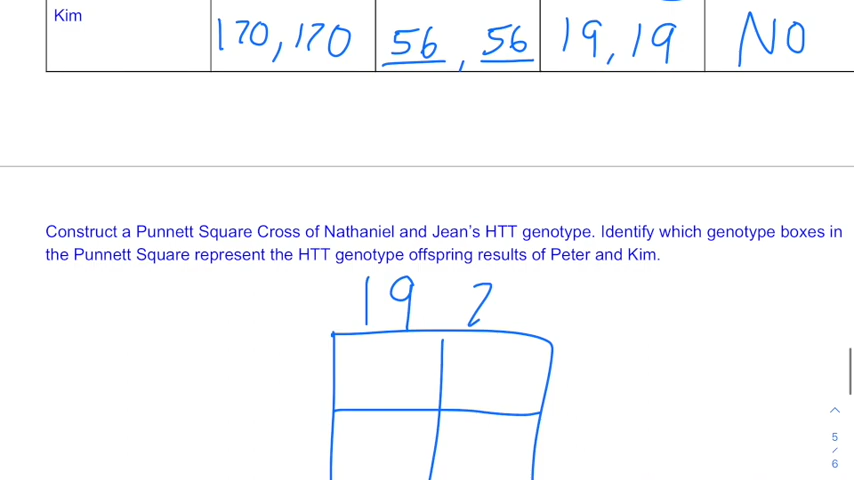 Kim 170, 170 56, 56 19, 19 NO
Construct a Punnett Square Cross of Nathaniel and Jean's HTT genotype. Identify which genotype boxes in
the Punnett Square represent the HTT genotype offspring results of Peter and Kim.
19 2
5
/
6